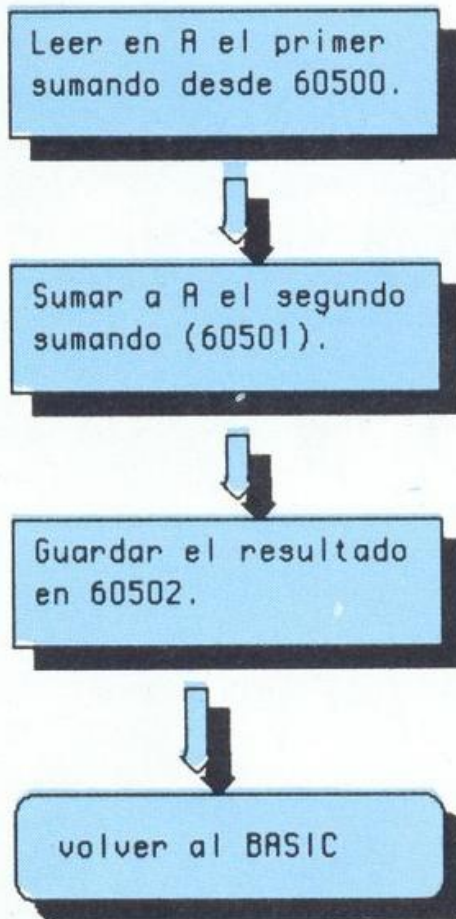 Leer en A el primer
sumando desde 60500.
Sumar a A el segundo
sumando (60501).
Guardar el resultado
en 60502.
volver al BASIC